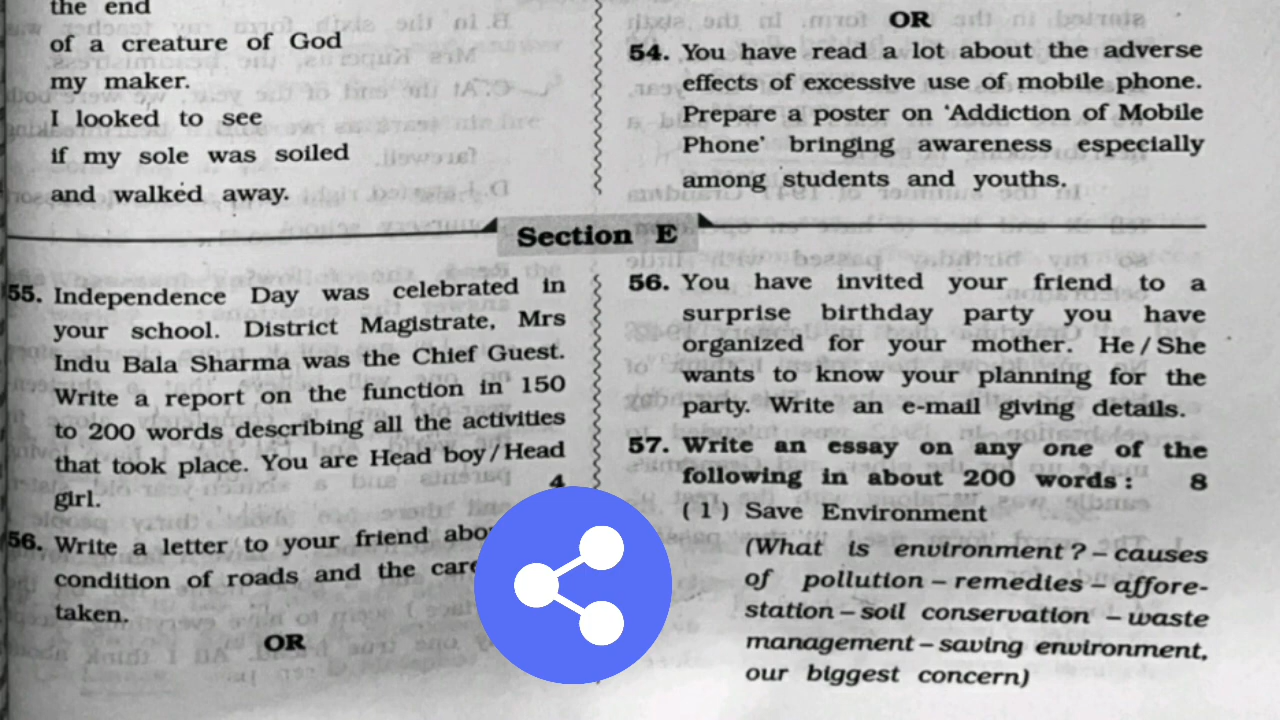 the end
of a creature of God
my maker.
I looked to see
if my sole was soiled
and walked away.
OR
54. You have read a lot about the adverse
effects of excessive use of mobile phone.
Prepare a poster on 'Addiction of Mobile
Phone' bringing awareness especially
among students and youths.
Section E
55. Independence Day was celebrated in
your school. District Magistrate, Mrs
Indu Bala Sharma was the Chief Guest.
Write a report on the function in 150
to 200 words describing all the activities
that took place. You are Head boy/Head
girl. 4
56. Write a letter to your friend
condition of roads and the
taken.
OR
56. You have invited your friend to a
surprise birthday party you have
organized for your mother. He/She
wants to know your planning for the
party. Write an e-mail giving details.
57. Write an essay on any one of the
following in about 200 words: 8
(1) Save Environment
(What is environment? – causes
of pollution – remedies – affore-
station – soil conservation – waste
management – saving environment,
our biggest concern)